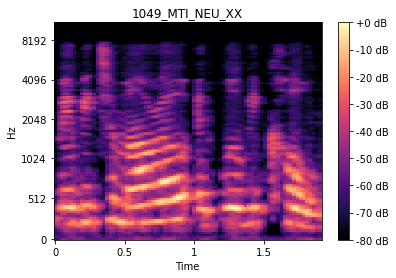 1049_MTI_NEU_XX
8192
4096
2048
1024
512
0
Hz
0
0.5
1
1.5
Time
+0 dB
-10 dB
-20 dB
-30 dB
-40 dB
-50 dB
-60 dB
-70 dB
-80 dB